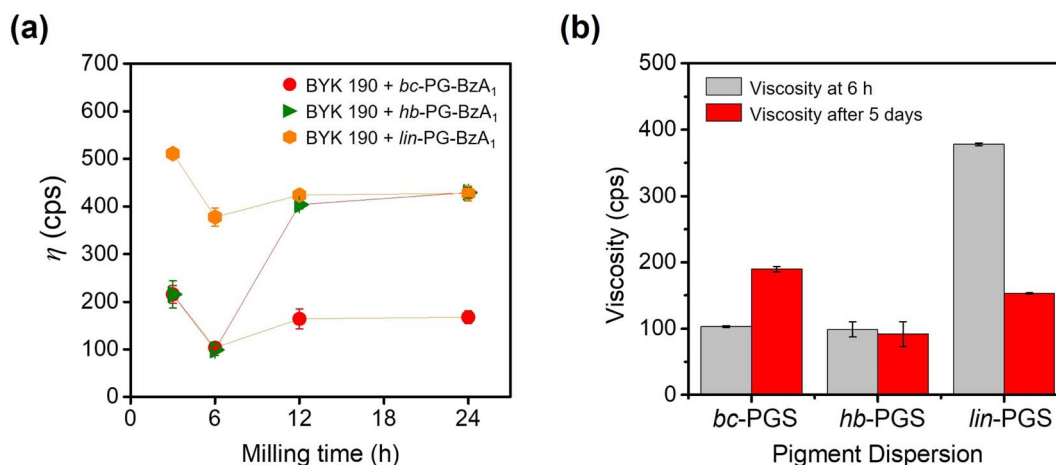 (a)
700
600
500
400
300
200
100
0
η (cps)
BYK 190 + bc-PG-BzA₁
BYK 190 + hb-PG-BzA₁
BYK 190 + lin-PG-BzA₁
0 6 12 18 24
Milling time (h)
(b)
500
400
300
200
100
0
Viscosity (cps)
Viscosity at 6 h
Viscosity after 5 days
bc-PGS hb-PGS lin-PGS
Pigment Dispersion